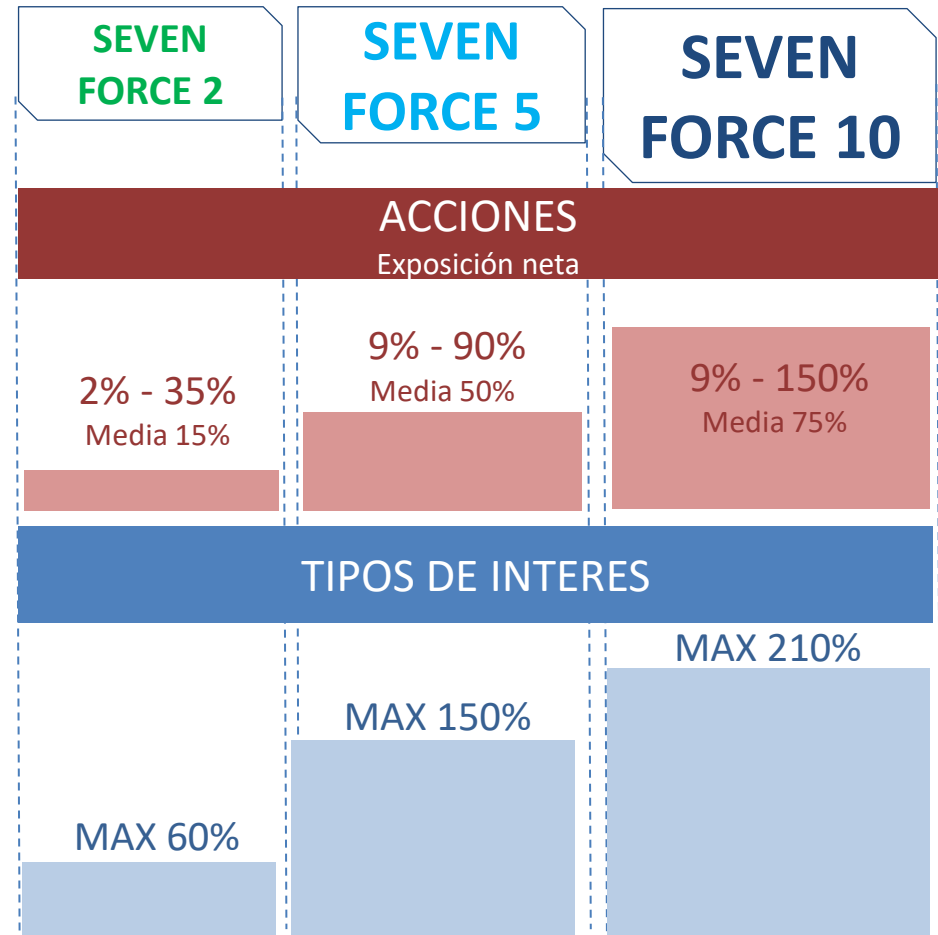 SEVEN
FORCE 2
SEVEN
FORCE 5
SEVEN
FORCE 10
ACCIONES
Exposición neta
2% - 35%
Media 15%
9% - 90%
Media 50%
9% - 150%
Media 75%
TIPOS DE INTERES
MAX 60%
MAX 150%
MAX 210%